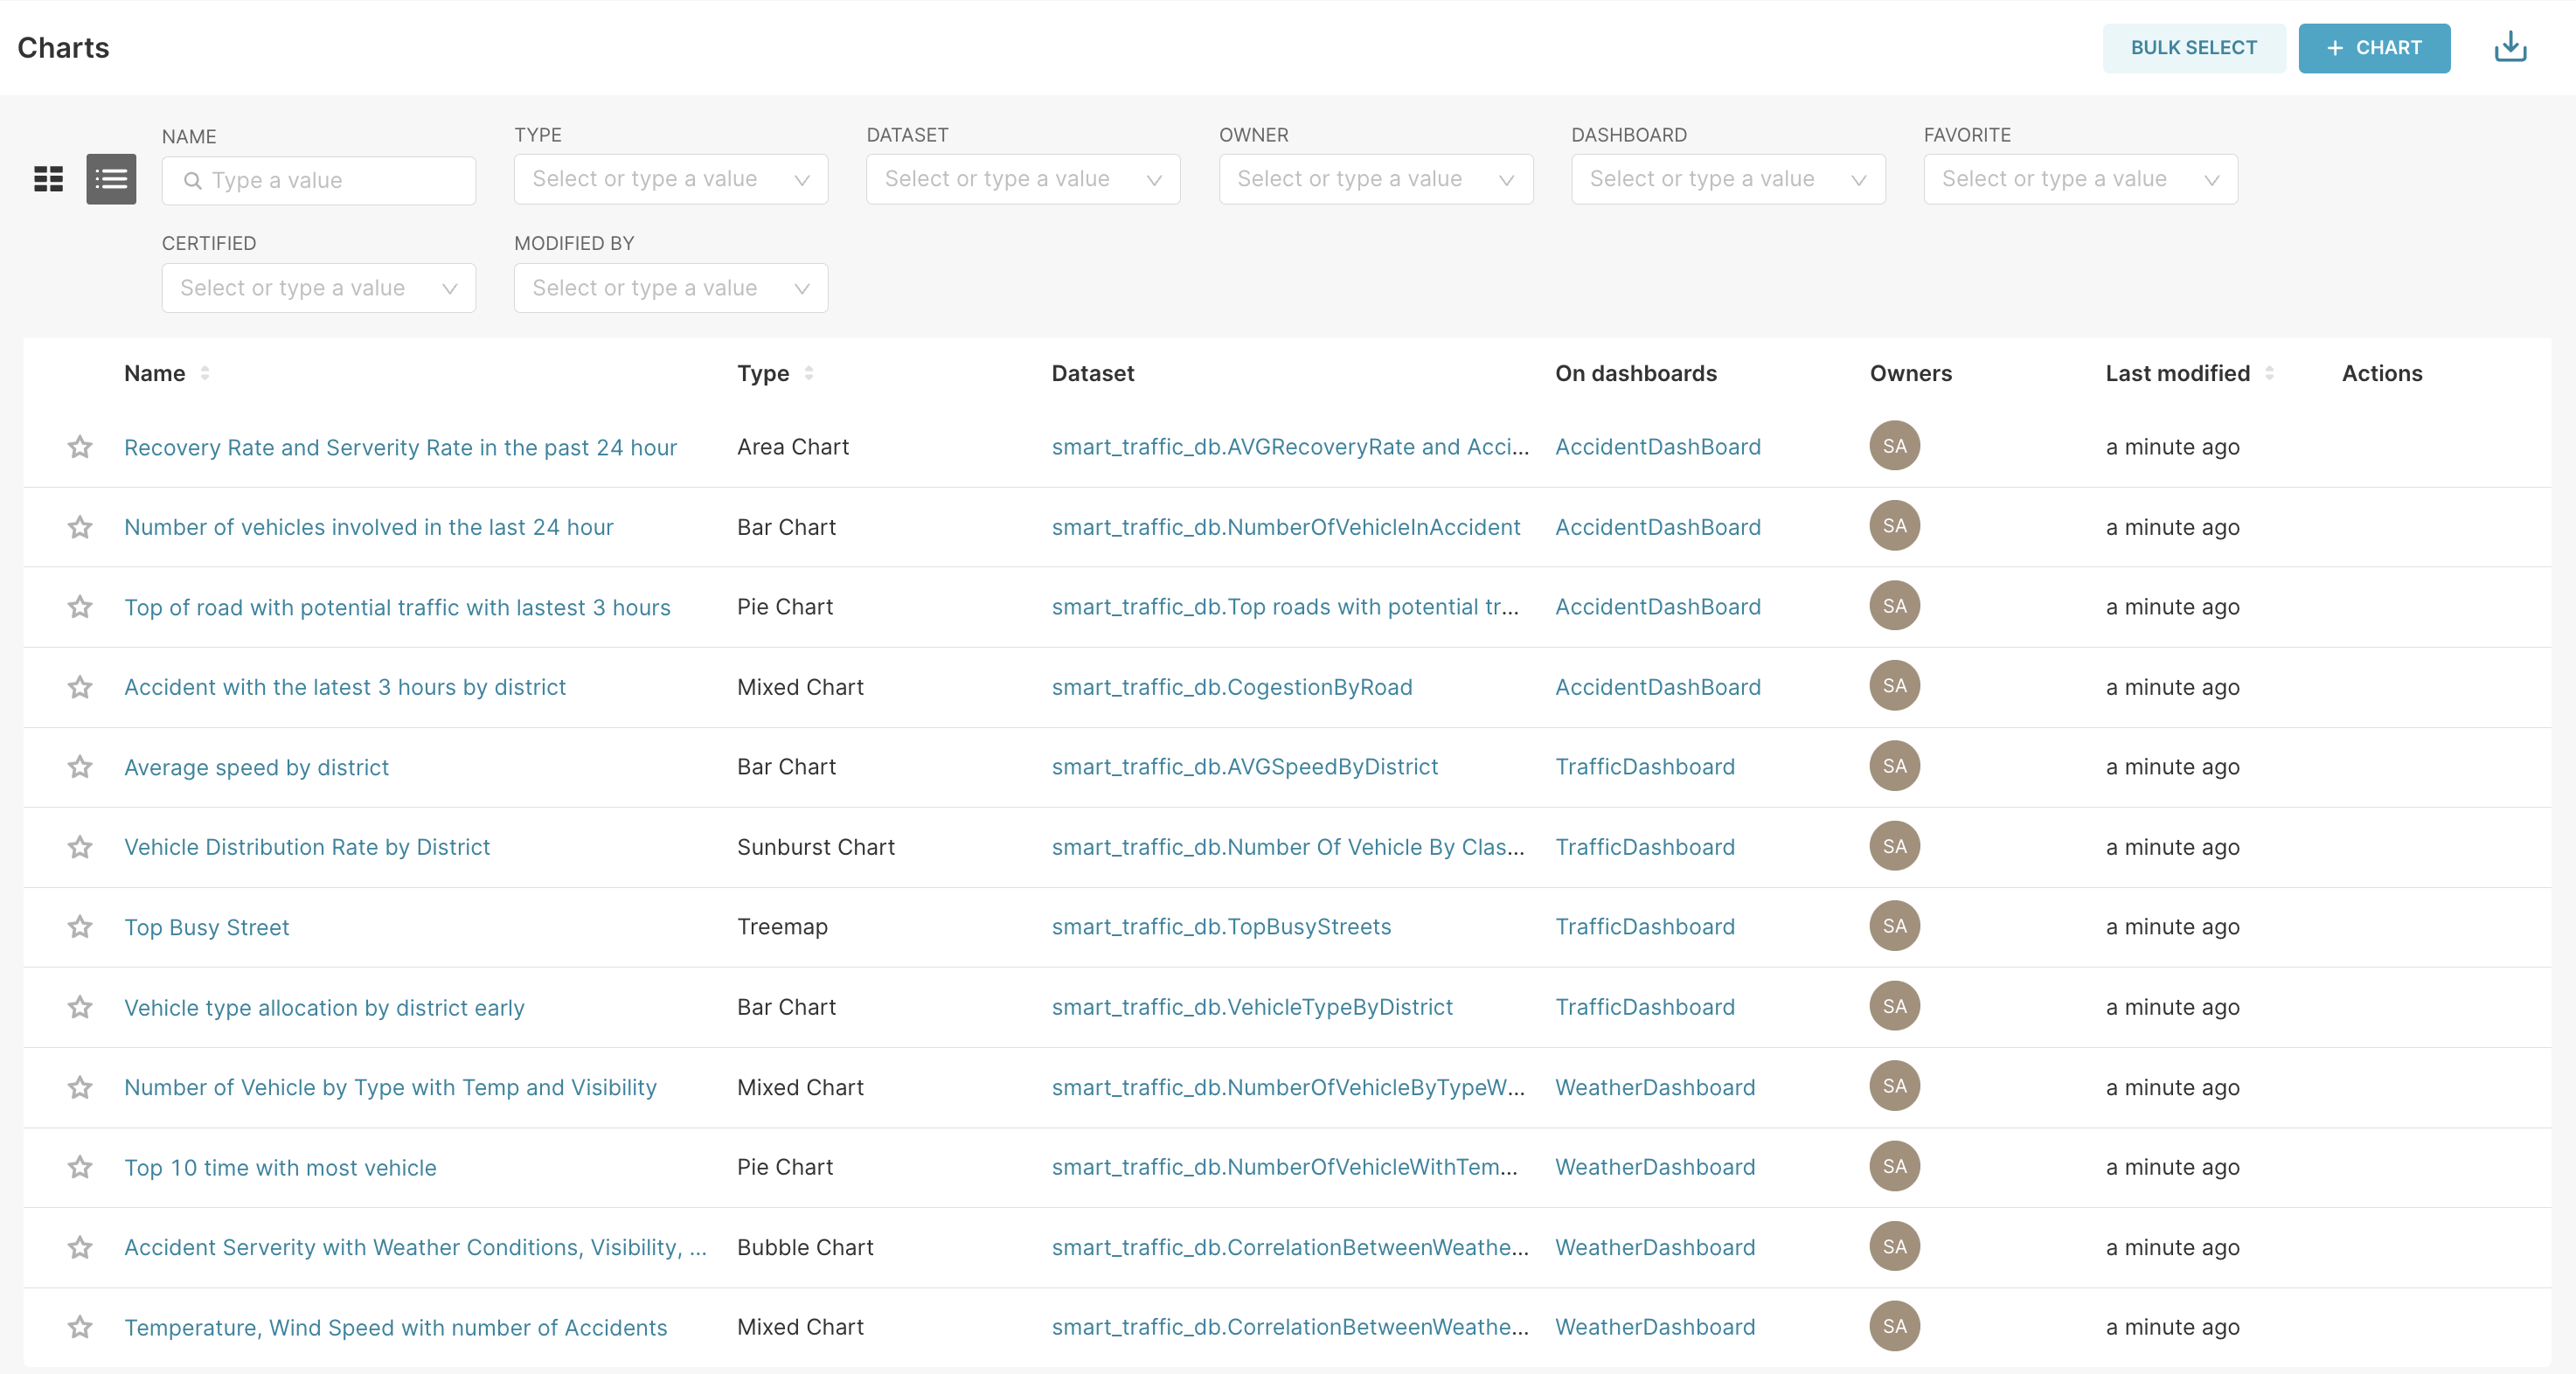 Charts
BULK SELECT
+ CHART
NAME
TYPE
DATASET
OWNER
DASHBOARD
FAVORITE
Type a value
Select or type a value
Select or type a value
Select or type a value
Select or type a value
Select or type a value
CERTIFIED
MODIFIED BY
Select or type a value
Select or type a value
Name Type Dataset On dashboards Owners Last modified Actions
Recovery Rate and Serverity Rate in the past 24 hour Area Chart smart_traffic_db.AVGRecoveryRate and Acci... AccidentDashBoard SA a minute ago
Number of vehicles involved in the last 24 hour Bar Chart smart_traffic_db.NumberOfVehicleInAccident AccidentDashBoard SA a minute ago
Top of road with potential traffic with lastest 3 hours Pie Chart smart_traffic_db.Top roads with potential tr... AccidentDashBoard SA a minute ago
Accident with the latest 3 hours by district Mixed Chart smart_traffic_db.CogestionByRoad AccidentDashBoard SA a minute ago
Average speed by district Bar Chart smart_traffic_db.AVGSpeedByDistrict TrafficDashboard SA a minute ago
Vehicle Distribution Rate by District Sunburst Chart smart_traffic_db.Number Of Vehicle By Clas... TrafficDashboard SA a minute ago
Top Busy Street Treemap smart_traffic_db.TopBusyStreets TrafficDashboard SA a minute ago
Vehicle type allocation by district early Bar Chart smart_traffic_db.VehicleTypeByDistrict TrafficDashboard SA a minute ago
Number of Vehicle by Type with Temp and Visibility Mixed Chart smart_traffic_db.NumberOfVehicleByTypeW... WeatherDashboard SA a minute ago
Top 10 time with most vehicle Pie Chart smart_traffic_db.NumberOfVehicleWithTem... WeatherDashboard SA a minute ago
Accident Serverity with Weather Conditions, Visibility, ... Bubble Chart smart_traffic_db.CorrelationBetweenWeathe... WeatherDashboard SA a minute ago
Temperature, Wind Speed with number of Accidents Mixed Chart smart_traffic_db.CorrelationBetweenWeathe... WeatherDashboard SA a minute ago